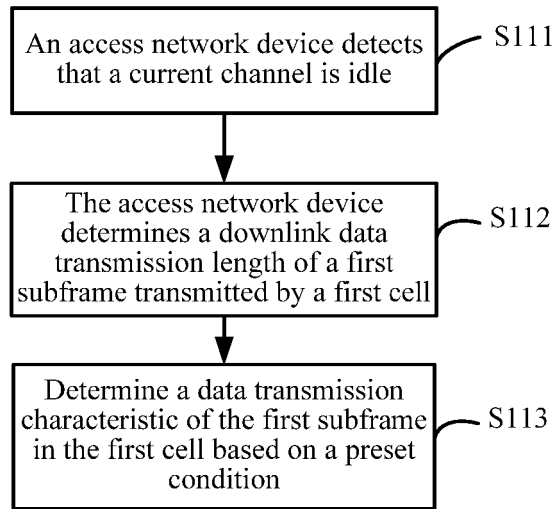 An access network device detects
that a current channel is idle
S111
The access network device
determines a downlink data
transmission length of a first
subframe transmitted by a first cell
S112
Determine a data transmission
characteristic of the first subframe
in the first cell based on a preset
condition
S113